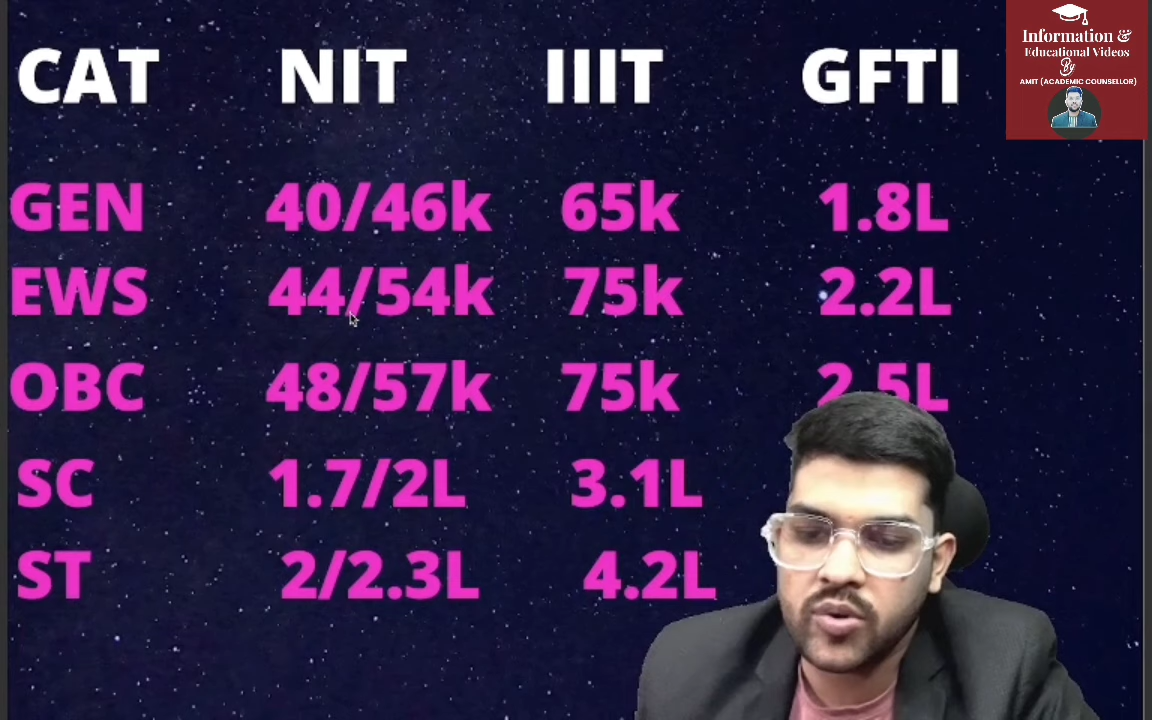 CAT NIT IIIT GFTI
Information &
Educational Videos
By
AMIT (ACADEMIC COUNSELLOR)
GEN 40/46k 65k 1.8L
EWS 44/54k 75k 2.2L
OBC 48/57k 75k 2.5L
SC 1.7/2L 3.1L
ST 2/2.3L 4.2L